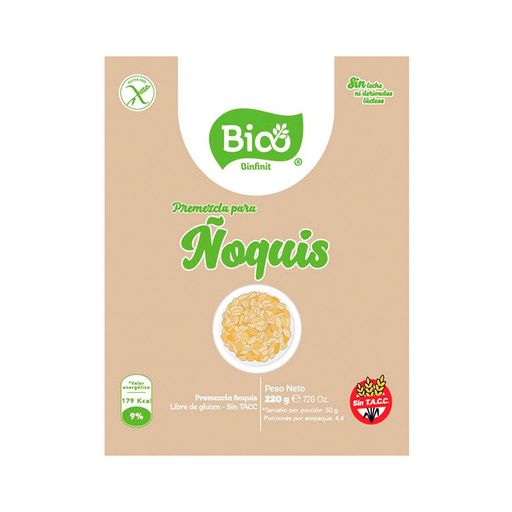 GLUTEN FREE
Sin leche
ni derivados
lácteos
Bioo
Binfinit
®
Premezcla para
Ñoquis
*Valor
energético
179 Kcal
9%
Premezcla ñoquis
Libre de gluten - Sin TACC
Peso Neto
220 g ℮ 7.76 Oz.
*Tamaño por porción: 50 g
Porciones por empaque: 4,4
Sin T.A.C.C.